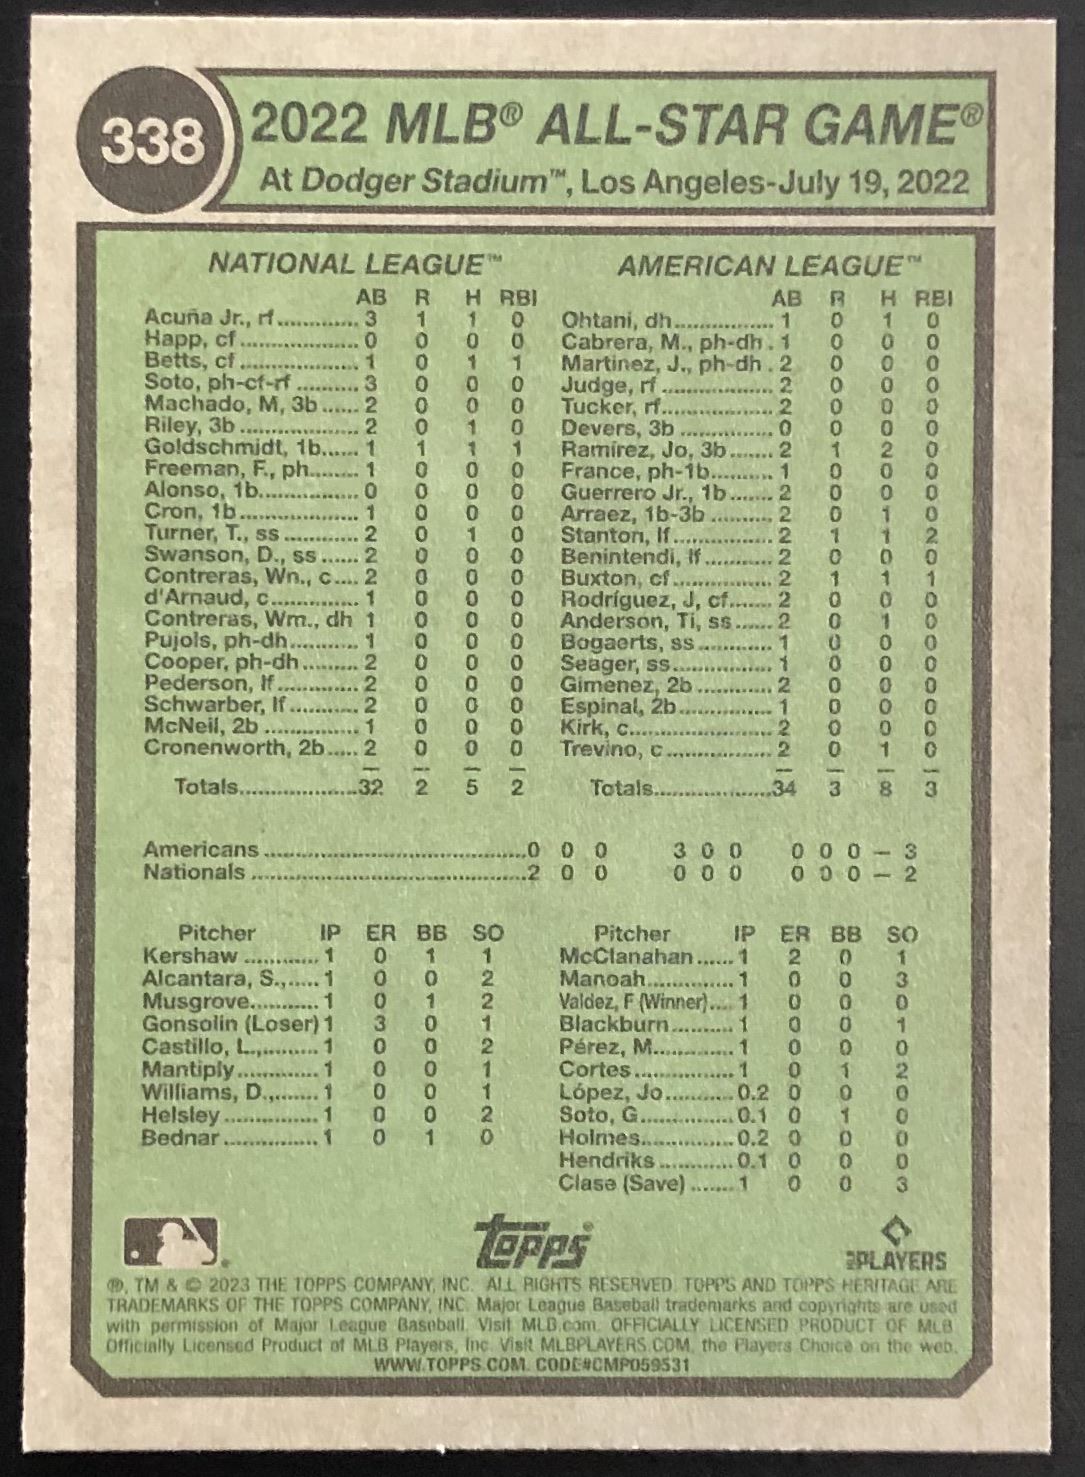 338
2022 MLB® ALL-STAR GAME®
At Dodger Stadium™, Los Angeles-July 19, 2022
NATIONAL LEAGUE™
AB R H RBI
Acuña Jr., rf.............. 3 1 1 0
Happ, cf.................... 0 0 0 0
Betts, cf.................... 1 0 1 1
Soto, ph-cf-rf .......... 3 0 0 0
Machado, M, 3b...... 2 0 0 0
Riley, 3b.................... 2 0 1 0
Goldschmidt, 1b...... 1 1 1 1
Freeman, F., ph........ 1 0 0 0
Alonso, 1b................ 0 0 0 0
Cron, 1b.................... 1 0 0 0
Turner, T., ss ............ 2 0 1 0
Swanson, D., ss ...... 2 0 0 0
Contreras, Wn., c.... 2 0 0 0
d'Arnaud, c.............. 1 0 0 0
Contreras, Wm., dh 1 0 0 0
Pujols, ph-dh........... 1 0 0 0
Cooper, ph-dh......... 2 0 0 0
Pederson, lf............. 2 0 0 0
Schwarber, lf........... 2 0 0 0
McNeil, 2b............... 1 0 0 0
Cronenworth, 2b..... 2 0 0 0
Totals...................32 2 5 2
AMERICAN LEAGUE™
AB R H RBI
Ohtani, dh................ 1 0 1 0
Cabrera, M., ph-dh . 1 0 0 0
Martinez, J., ph-dh . 2 0 0 0
Judge, rf................... 2 0 0 0
Tucker, rf.................. 2 0 0 0
Devers, 3b............... 0 0 0 0
Ramírez, Jo, 3b....... 2 1 2 0
France, ph-1b.......... 1 0 0 0
Guerrero Jr., 1b....... 2 0 0 0
Arraez, 1b-3b .......... 2 0 1 0
Stanton, lf................ 2 1 1 2
Benintendi, lf........... 2 0 0 0
Buxton, cf................ 2 1 1 1
Rodríguez, J, cf....... 2 0 0 0
Anderson, Ti, ss...... 2 0 1 0
Bogaerts, ss............ 1 0 0 0
Seager, ss................ 1 0 0 0
Gimenez, 2b............ 2 0 0 0
Espinal, 2b............... 1 0 0 0
Kirk, c....................... 2 0 0 0
Trevino, c................. 2 0 1 0
Totals...................34 3 8 3
Americans ....................................0 0 0 3 0 0 0 0 0 – 3
Nationals .....................................2 0 0 0 0 0 0 0 0 – 2
Pitcher IP ER BB SO
Kershaw ............ 1 0 1 1
Alcantara, S.,..... 1 0 0 2
Musgrove........... 1 0 1 2
Gonsolin (Loser) 1 3 0 1
Castillo, L.,......... 1 0 0 2
Mantiply............. 1 0 0 1
Williams, D.,....... 1 0 0 1
Helsley ............... 1 0 0 2
Bednar ............... 1 0 1 0
Pitcher IP ER BB SO
McClanahan...... 1 2 0 1
Manoah.............. 1 0 0 3
Valdez, F (Winner).... 1 0 0 0
Blackburn.......... 1 0 0 1
Pérez, M............. 1 0 0 0
Cortes................ 1 0 1 2
López, Jo........... 0.2 0 0 0
Soto, G............... 0.1 0 1 0
Holmes............... 0.2 0 0 0
Hendriks ............ 0.1 0 0 0
Clase (Save) ....... 1 0 0 3
topps®
PLAYERS
®, TM & © 2023 THE TOPPS COMPANY, INC. ALL RIGHTS RESERVED. TOPPS AND TOPPS HERITAGE ARE
TRADEMARKS OF THE TOPPS COMPANY, INC. Major League Baseball trademarks and copyrights are used
with permission of Major League Baseball. Visit MLB.com. OFFICIALLY LICENSED PRODUCT OF MLB
Officially Licensed Product of MLB Players, Inc. Visit MLBPLAYERS.COM, the Players Choice on the web.
WWW.TOPPS.COM. CODE#CMP059531